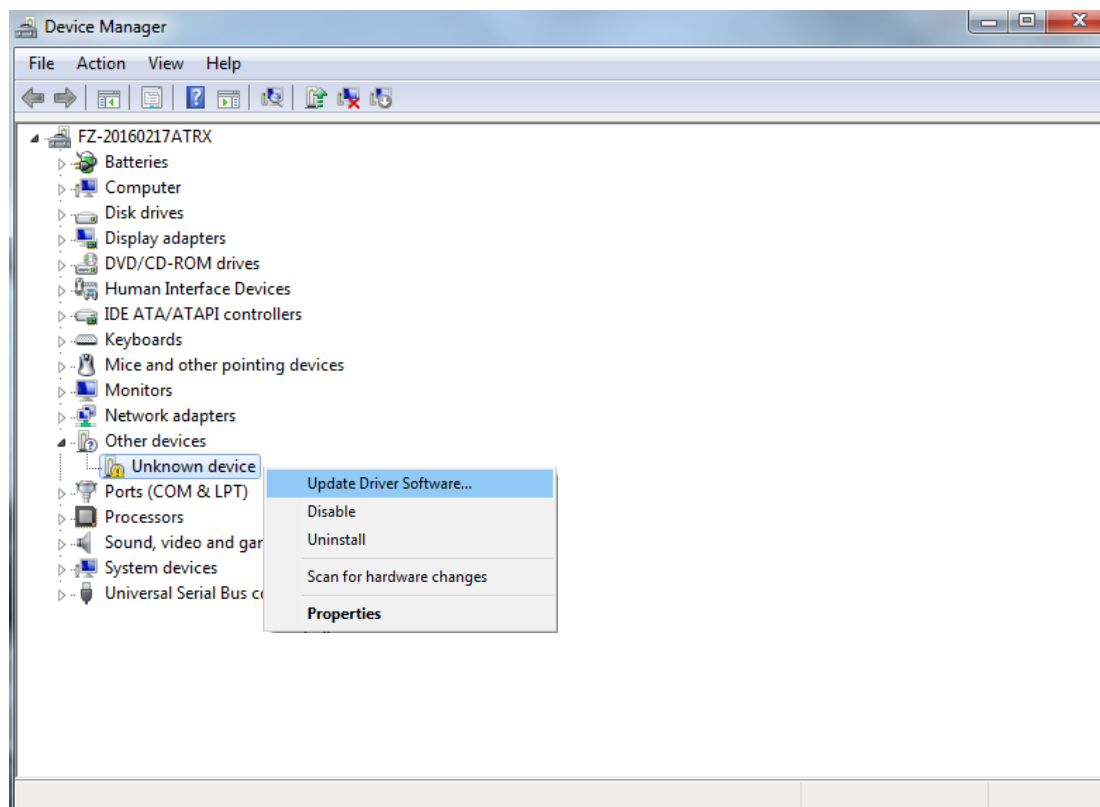 Device Manager
File Action View Help
FZ-20160217ATRX
Batteries
Computer
Disk drives
Display adapters
DVD/CD-ROM drives
Human Interface Devices
IDE ATA/ATAPI controllers
Keyboards
Mice and other pointing devices
Monitors
Network adapters
Other devices
Unknown device
Ports (COM & LPT)
Processors
Sound, video and gar
System devices
Universal Serial Bus c
Update Driver Software...
Disable
Uninstall
Scan for hardware changes
Properties